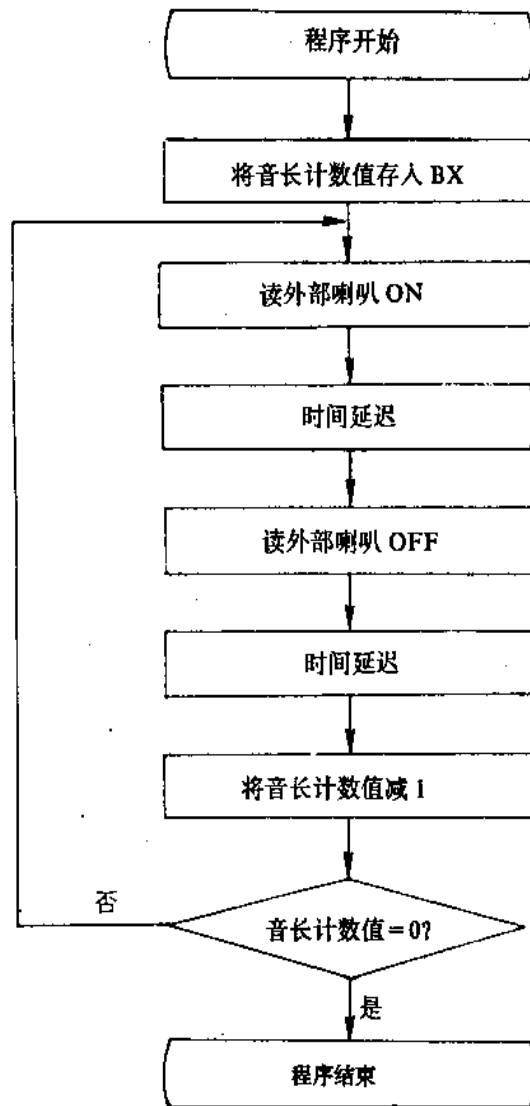 程序开始
将音长计数值存入 BX
读外部喇叭 ON
时间延迟
读外部喇叭 OFF
时间延迟
将音长计数值减 1
否
音长计数值 = 0?
是
程序结束